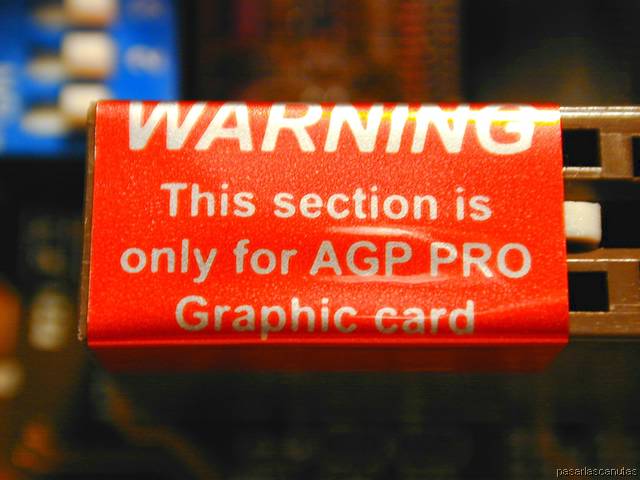 WARNING
This section is
only for AGP PRO
Graphic card
pasarlascanutas